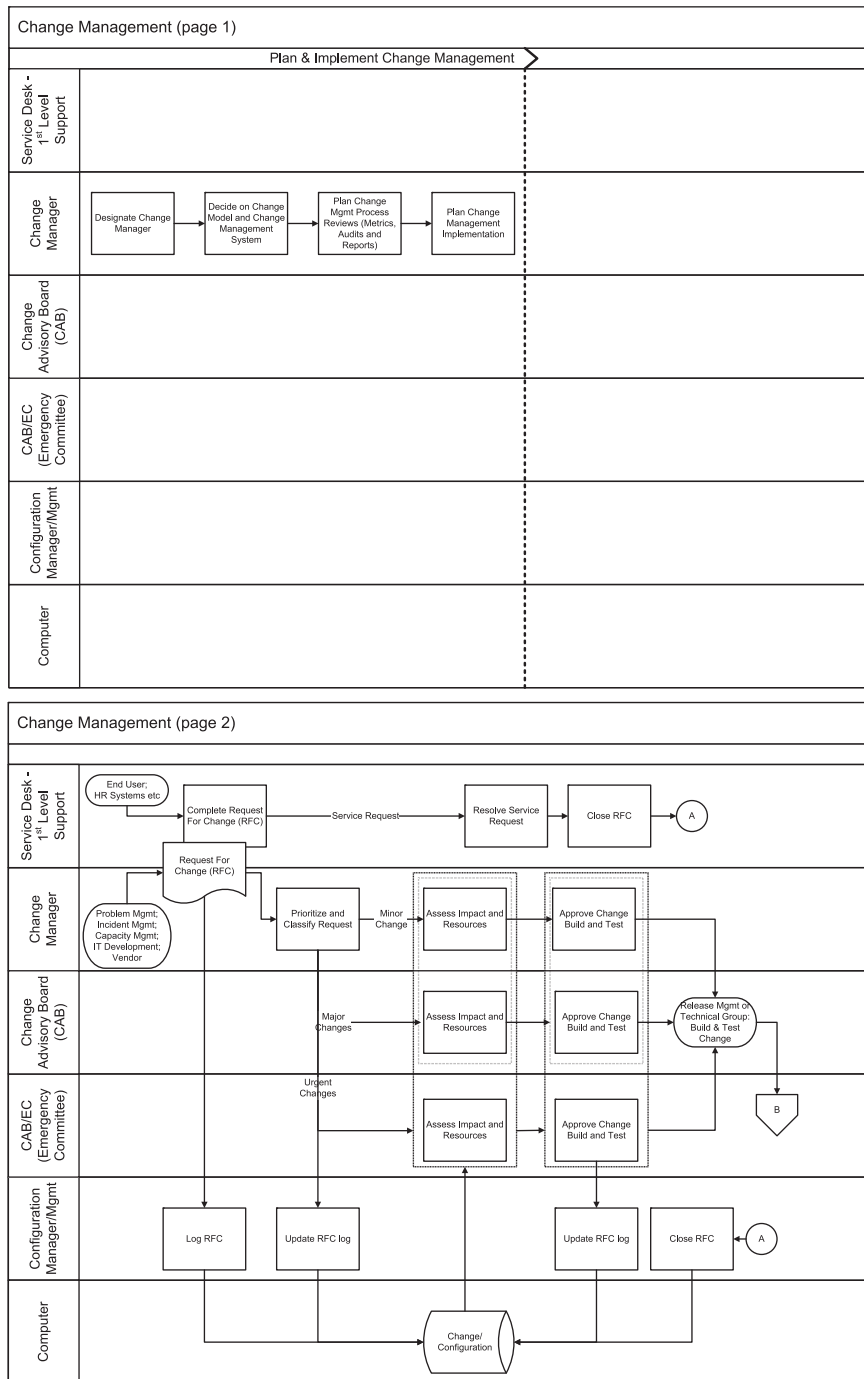 Change Management (page 1)
Plan & Implement Change Management
Service Desk -
1st Level
Support
Change
Manager
Designate Change
Manager
Decide on Change
Model and Change
Management
System
Plan Change
Mgmt Process
Reviews (Metrics,
Audits and
Reports)
Plan Change
Management
Implementation
Change
Advisory Board
(CAB)
CAB/EC
(Emergency
Committee)
Configuration
Manager/Mgmt
Computer
Change Management (page 2)
Service Desk -
1st Level
Support
End User;
HR Systems etc
Complete Request
For Change (RFC)
Service Request
Resolve Service
Request
Close RFC
A
Request For
Change (RFC)
Change
Manager
Problem Mgmt;
Incident Mgmt;
Capacity Mgmt;
IT Development;
Vendor
Prioritize and
Classify Request
Minor
Change
Assess Impact and
Resources
Approve Change
Build and Test
Change
Advisory Board
(CAB)
Major
Changes
Assess Impact and
Resources
Approve Change
Build and Test
Release Mgmt or
Technical Group:
Build & Test
Change
CAB/EC
(Emergency
Committee)
Urgent
Changes
Assess Impact and
Resources
Approve Change
Build and Test
B
Configuration
Manager/Mgmt
Log RFC
Update RFC log
Update RFC log
Close RFC
A
Computer
Change/
Configuration